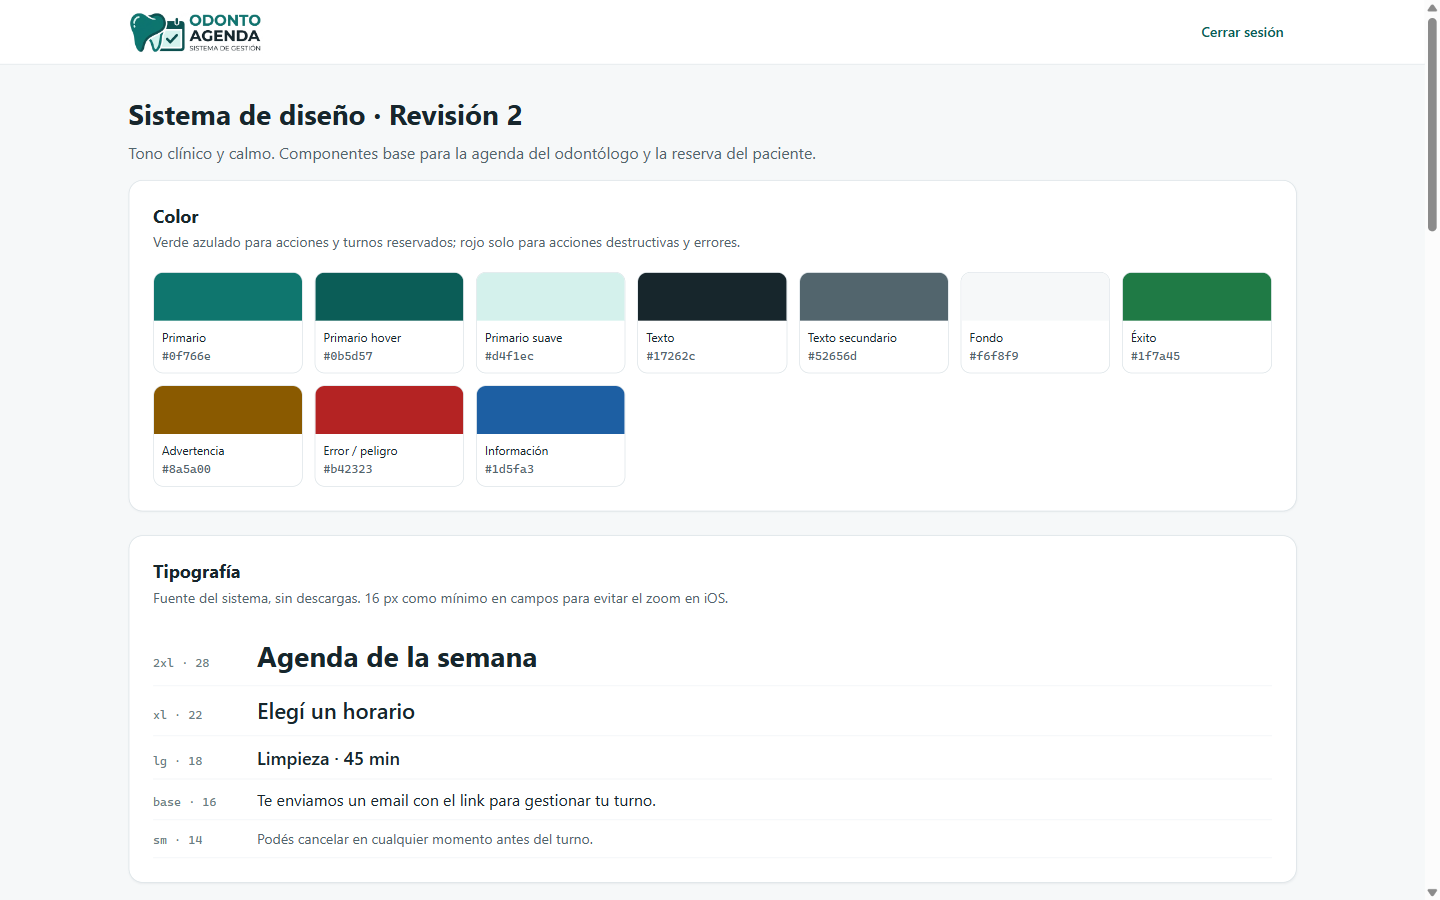 ODONTO
AGENDA
SISTEMA DE GESTIÓN
Cerrar sesión
Sistema de diseño · Revisión 2
Tono clínico y calmo. Componentes base para la agenda del odontólogo y la reserva del paciente.
Color
Verde azulado para acciones y turnos reservados; rojo solo para acciones destructivas y errores.
Primario
#0f766e
Primario hover
#0b5d57
Primario suave
#d4f1ec
Texto
#17262c
Texto secundario
#52656d
Fondo
#f6f8f9
Éxito
#1f7a45
Advertencia
#8a5a00
Error / peligro
#b42323
Información
#1d5fa3
Tipografía
Fuente del sistema, sin descargas. 16 px como mínimo en campos para evitar el zoom en iOS.
2xl · 28 Agenda de la semana
xl · 22 Elegí un horario
lg · 18 Limpieza · 45 min
base · 16 Te enviamos un email con el link para gestionar tu turno.
sm · 14 Podés cancelar en cualquier momento antes del turno.